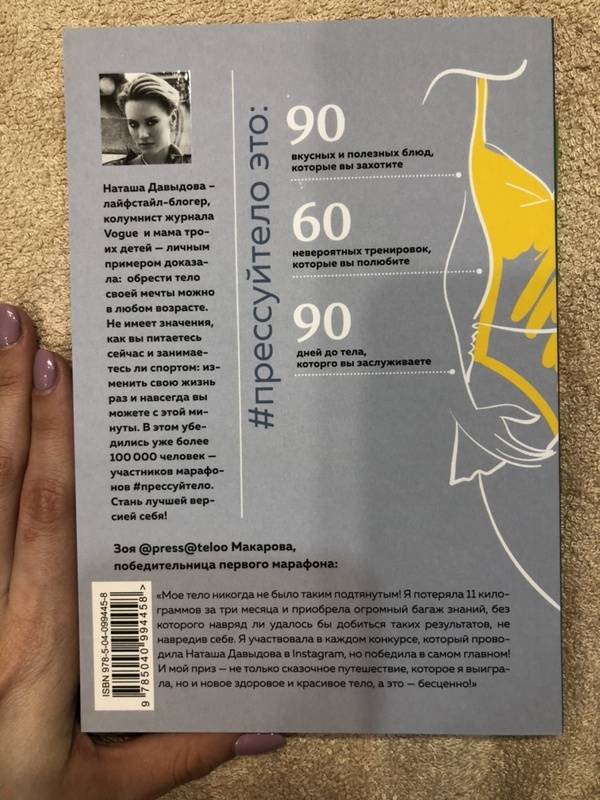 Наташа Давыдова –
лайфстайл-блогер,
колумнист журнала
Vogue и мама тро-
их детей — личным
примером доказа-
ла: обрести тело
своей мечты можно
в любом возрасте.
Не имеет значения,
как вы питаетесь
сейчас и занимае-
тесь ли спортом: из-
менить свою жизнь
раз и навсегда вы
можете с этой ми-
нуты. В этом убе-
дились уже более
100 000 человек —
участников марафо-
нов #прессуйтело.
Стань лучшей вер-
сией себя!
#прессуйтело это:
90
вкусных и полезных блюд,
которые вы захотите
60
невероятных тренировок,
которые вы полюбите
90
дней до тела,
которго вы заслуживаете
Зоя @press@teloo Макарова,
победительница первого марафона:
«Мое тело никогда не было таким подтянутым! Я потеряла 11 кило-
граммов за три месяца и приобрела огромный багаж знаний, без
которого навряд ли удалось бы добиться таких результатов, не
навредив себе. Я участвовала в каждом конкурсе, который прово-
дила Наташа Давыдова в Instagram, но победила в самом главном!
И мой приз — не только сказочное путешествие, которое я выигра-
ла, но и новое здоровое и красивое тело, а это — бесценно!»
ISBN 978-5-04-099445-8
9 785040 994458 >